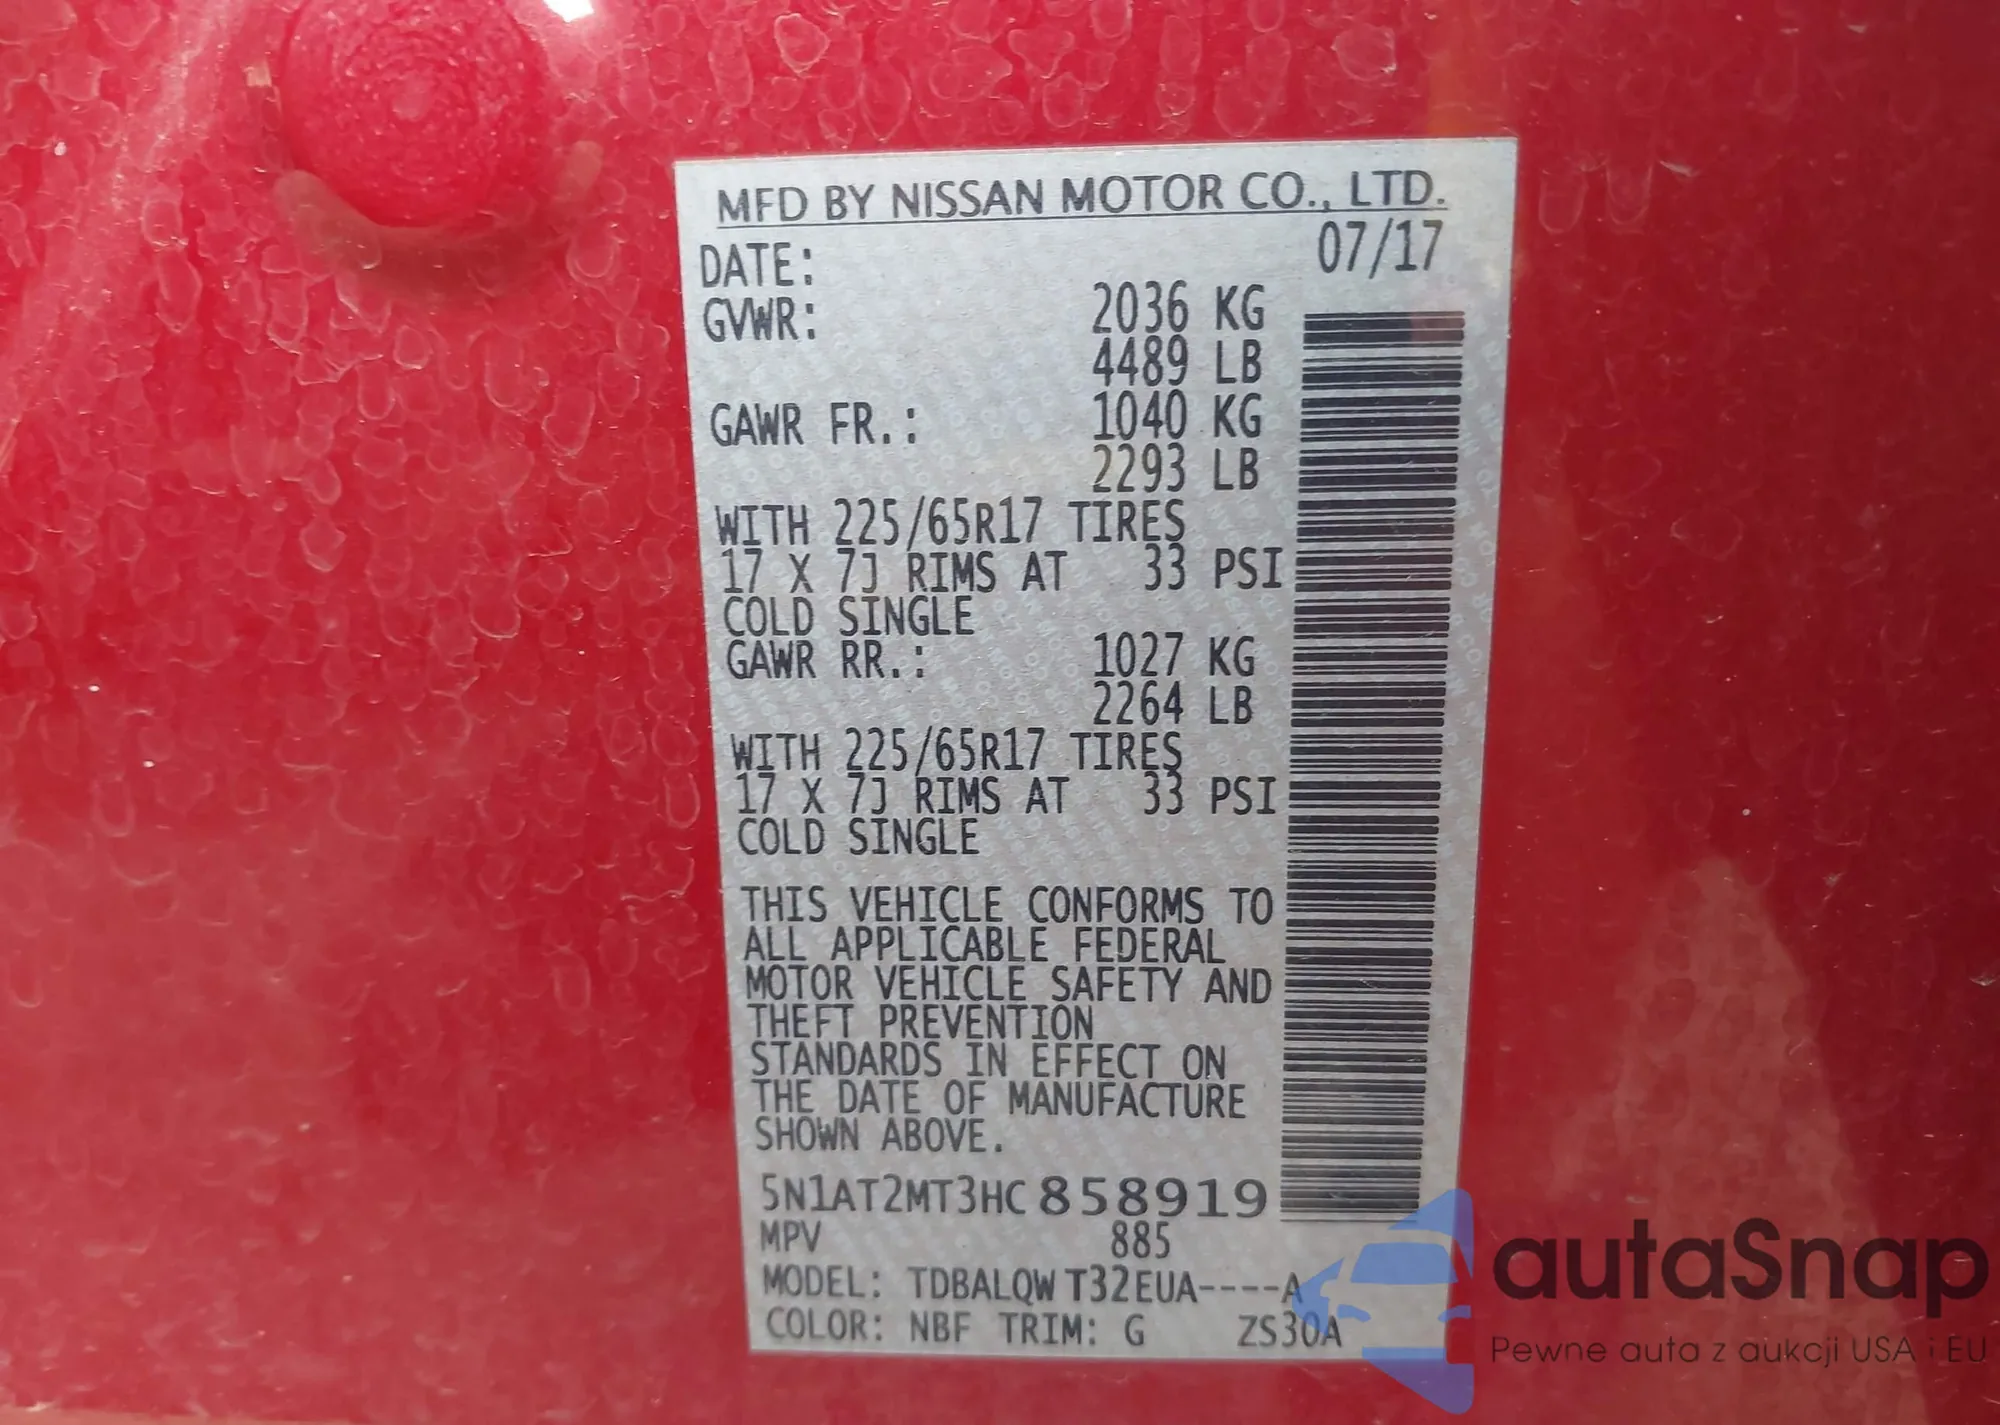 MFD BY NISSAN MOTOR CO., LTD.
DATE: 07/17
GVWR: 2036 KG
4489 LB
GAWR FR.: 1040 KG
2293 LB
WITH 225/65R17 TIRES
17 X 7J RIMS AT 33 PSI
COLD SINGLE
GAWR RR.: 1027 KG
2264 LB
WITH 225/65R17 TIRES
17 X 7J RIMS AT 33 PSI
COLD SINGLE
THIS VEHICLE CONFORMS TO
ALL APPLICABLE FEDERAL
MOTOR VEHICLE SAFETY AND
THEFT PREVENTION
STANDARDS IN EFFECT ON
THE DATE OF MANUFACTURE
SHOWN ABOVE.
5N1AT2MT3HC858919
MPV 885
MODEL: TDBALQW T32EUA----A
COLOR: NBF TRIM: G ZS30A
autaSnap
Pewne auta z aukcji USA i EU